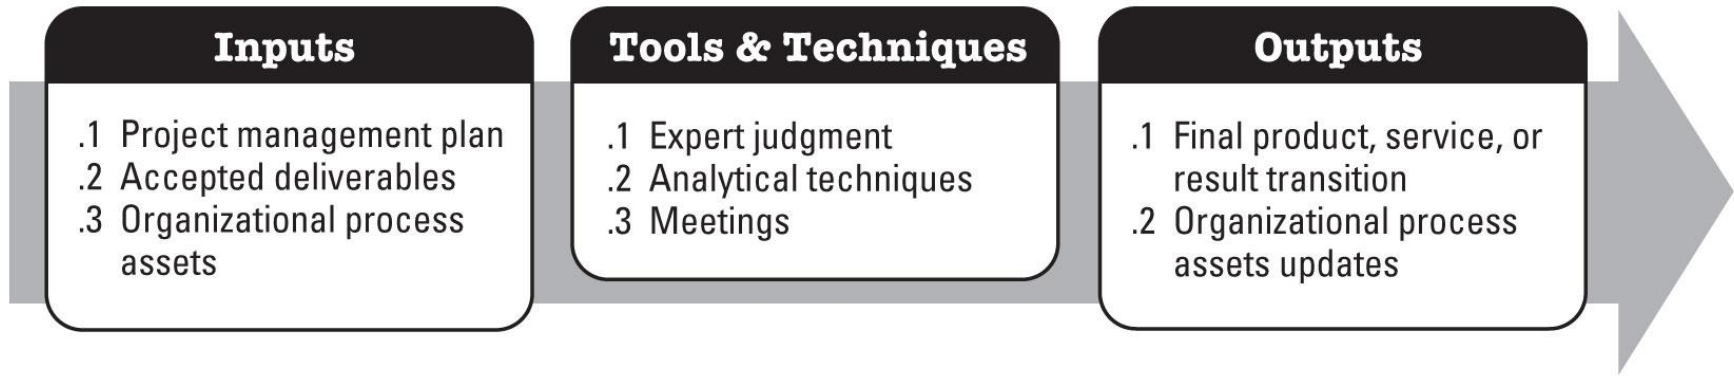 Inputs
.1 Project management plan
.2 Accepted deliverables
.3 Organizational process
assets
Tools & Techniques
.1 Expert judgment
.2 Analytical techniques
.3 Meetings
Outputs
.1 Final product, service, or
result transition
.2 Organizational process
assets updates